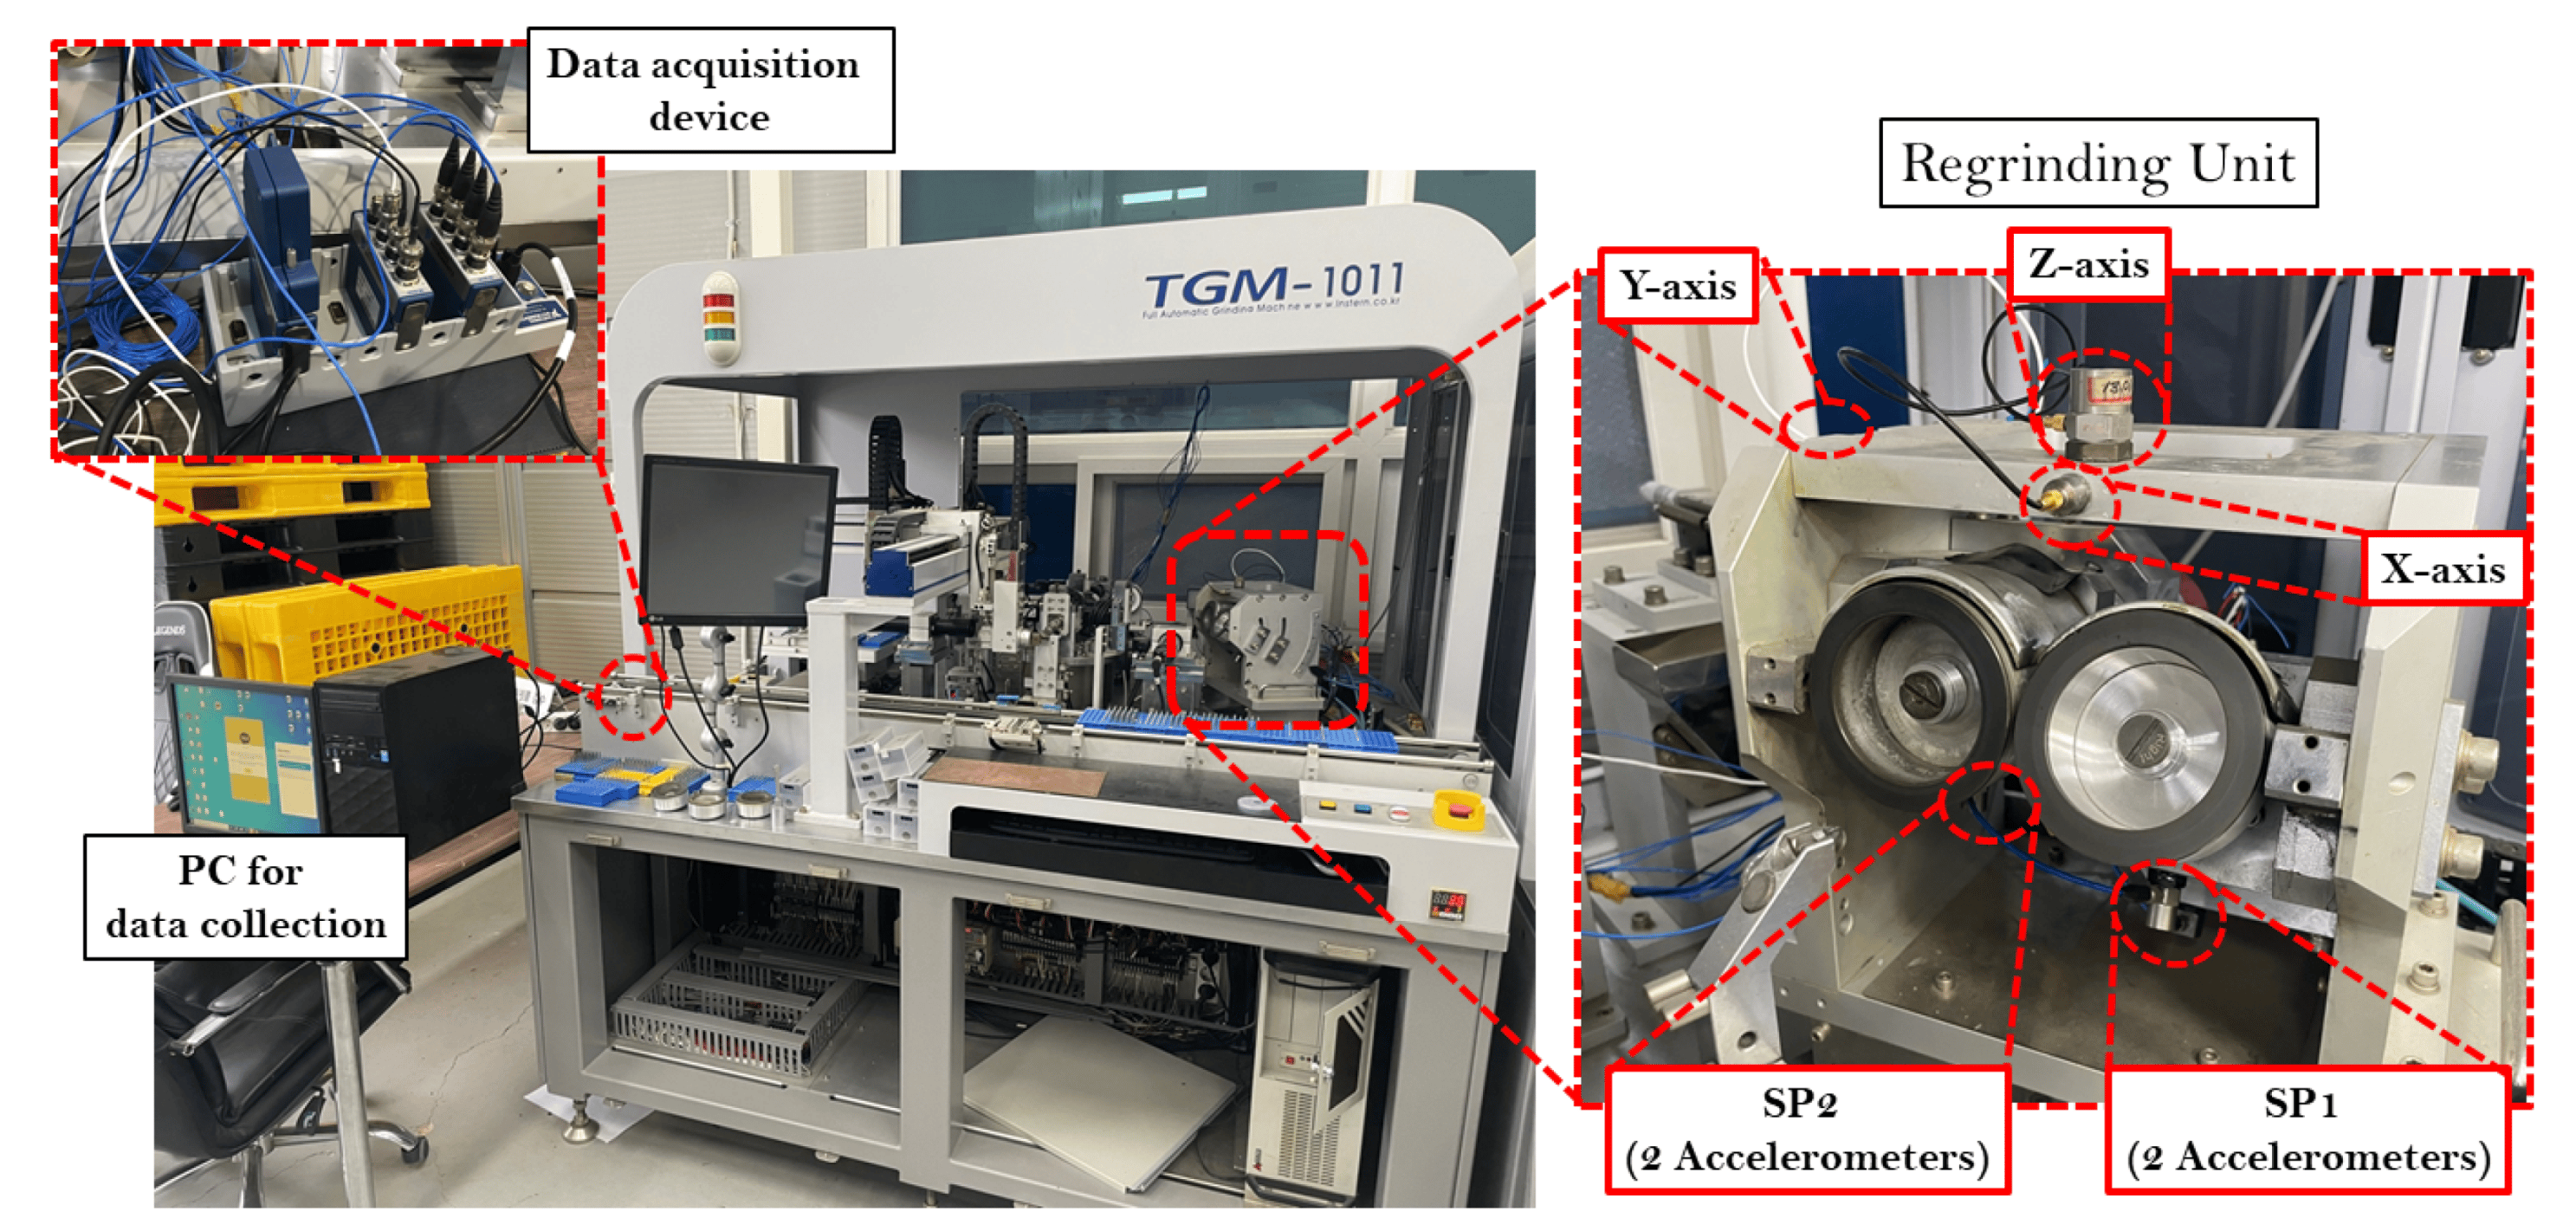 Data acquisition
device
Regrinding Unit
Y-axis
Z-axis
TGM-1011
Full Automatic Grinding Machine www.instern.co.kr
X-axis
LEGENDS
PC for
data collection
SP2
(2 Accelerometers)
SP1
(2 Accelerometers)